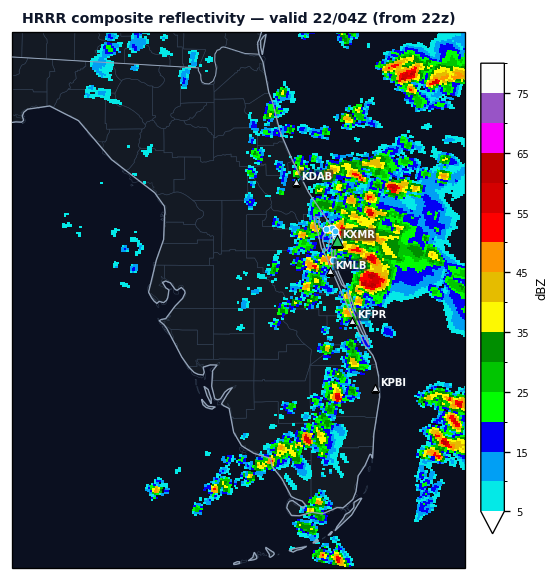 HRRR composite reflectivity — valid 22/04Z (from 22z)
KDAB
KXMR
KMLB
KFPR
KPBI
75
65
55
45
35
25
15
5
dBZ